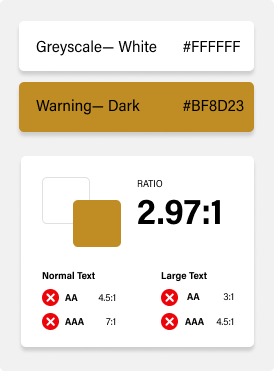 Greyscale— White #FFFFFF
Warning— Dark #BF8D23
RATIO
2.97:1
Normal Text Large Text
AA 4.5:1 AA 3:1
AAA 7:1 AAA 4.5:1